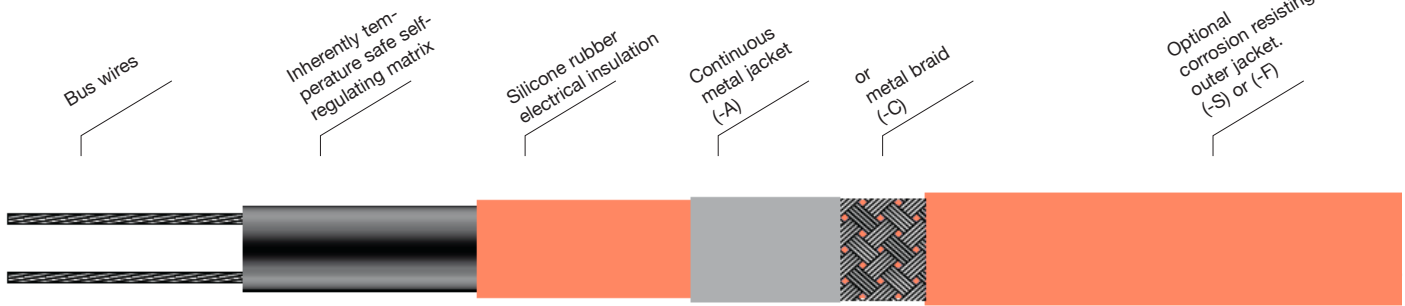 Bus wires
Inherently tem-
perature safe self-
regulating matrix
Silicone rubber
electrical insulation
Continuous
metal jacket
(-A)
or
metal braid
(-C)
Optional
corrosion resisting
outer jacket.
(-S) or (-F)